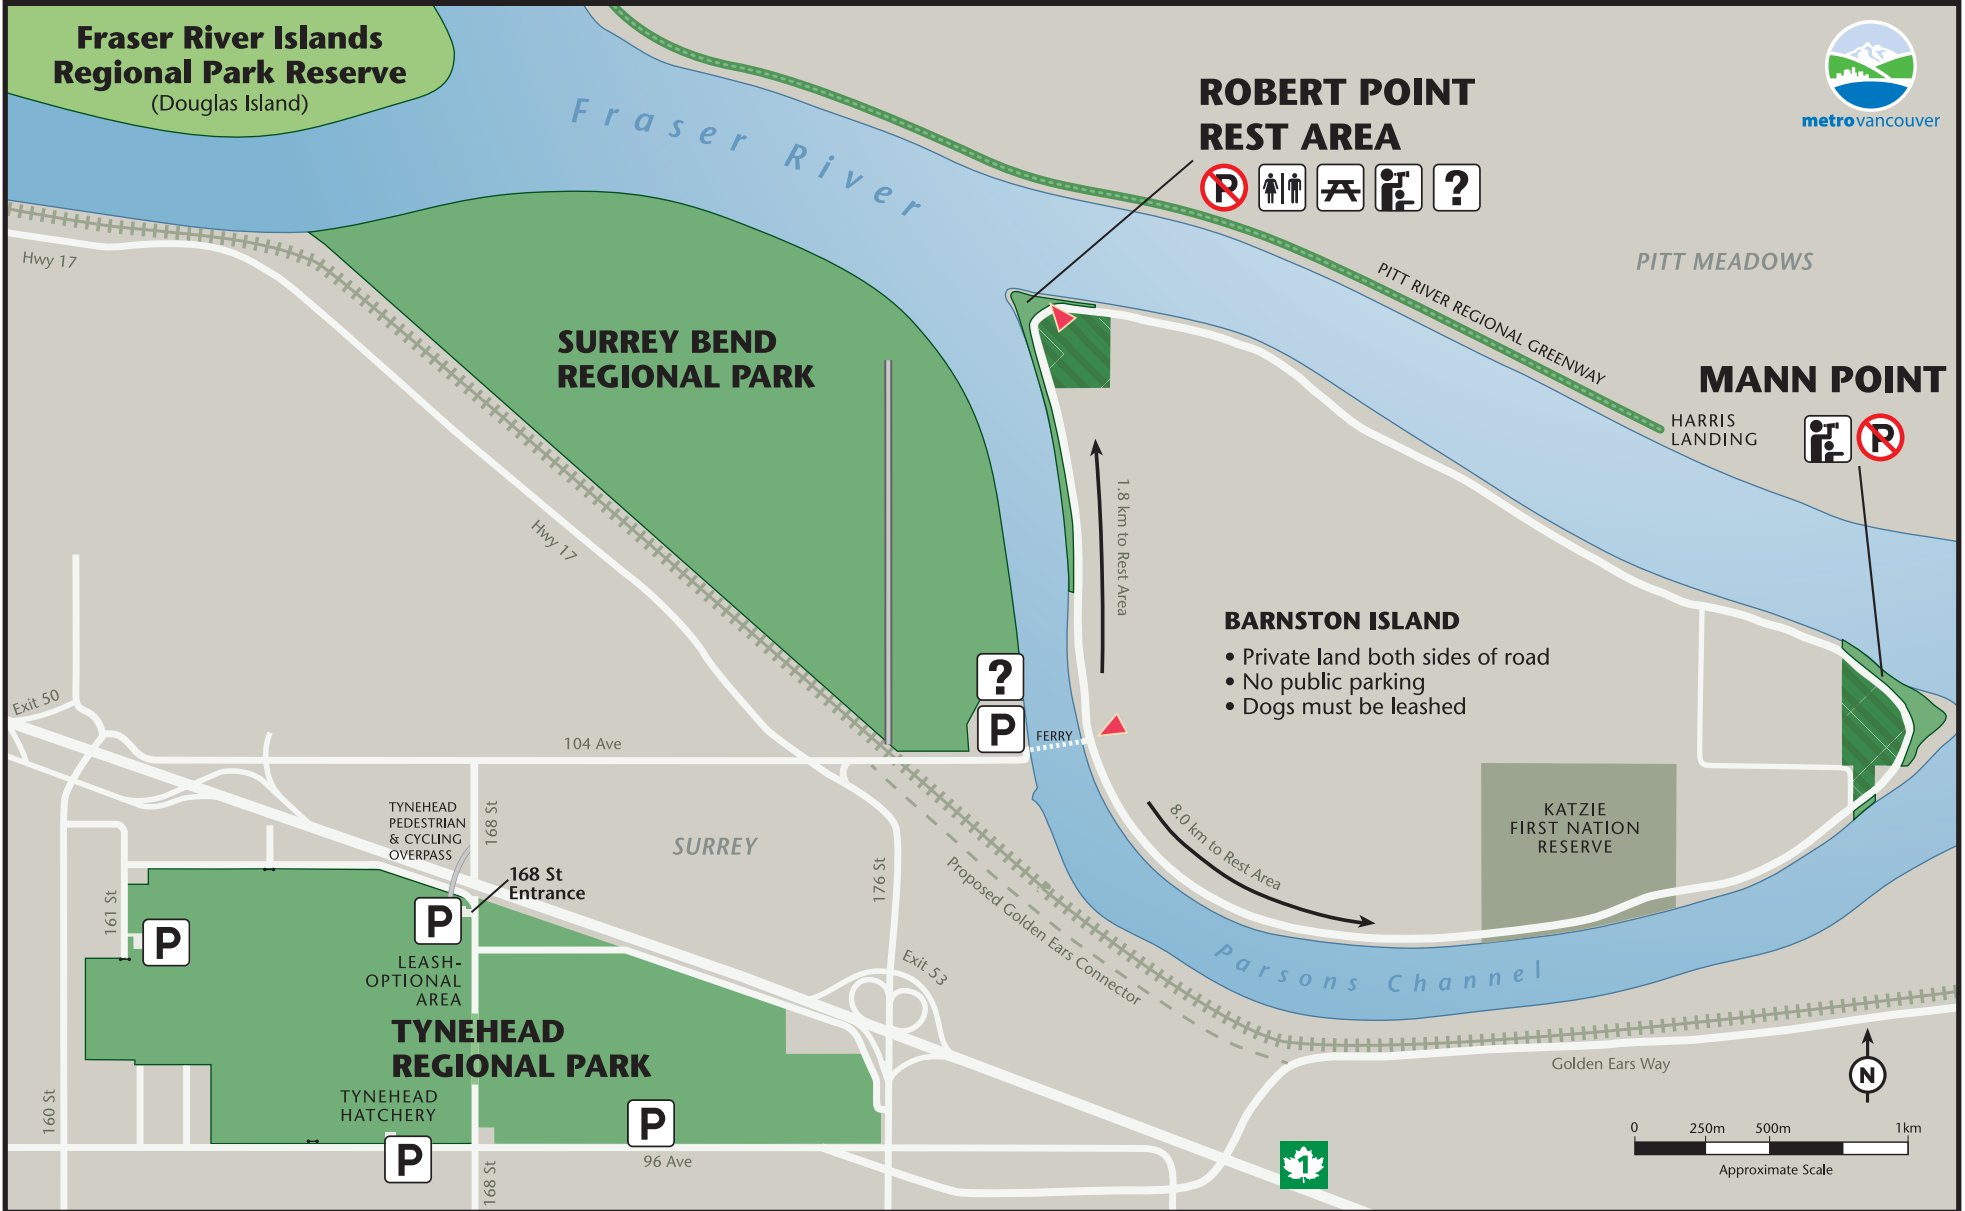 Fraser River Islands
Regional Park Reserve
(Douglas Island)
Fraser River
ROBERT POINT
REST AREA
P
?
metrovancouver
PITT MEADOWS
PITT RIVER REGIONAL GREENWAY
MANN POINT
P
HARRIS
LANDING
Hwy 17
SURREY BEND
REGIONAL PARK
Hwy 17
1.8 km to Rest Area
BARNSTON ISLAND
• Private land both sides of road
• No public parking
• Dogs must be leashed
?
P
FERRY
Exit 50
104 Ave
TYNEHEAD
PEDESTRIAN
& CYCLING
OVERPASS
168 St
SURREY
168 St
Entrance
176 St
161 St
P
P
LEASH-
OPTIONAL
AREA
Proposed Golden Ears Connector
8.0 km to Rest Area
KATZIE
FIRST NATION
RESERVE
Exit 53
Parsons Channel
TYNEHEAD
REGIONAL PARK
TYNEHEAD
HATCHERY
160 St
P
P
96 Ave
168 St
Golden Ears Way
1
N
0 250m 500m 1km
Approximate Scale